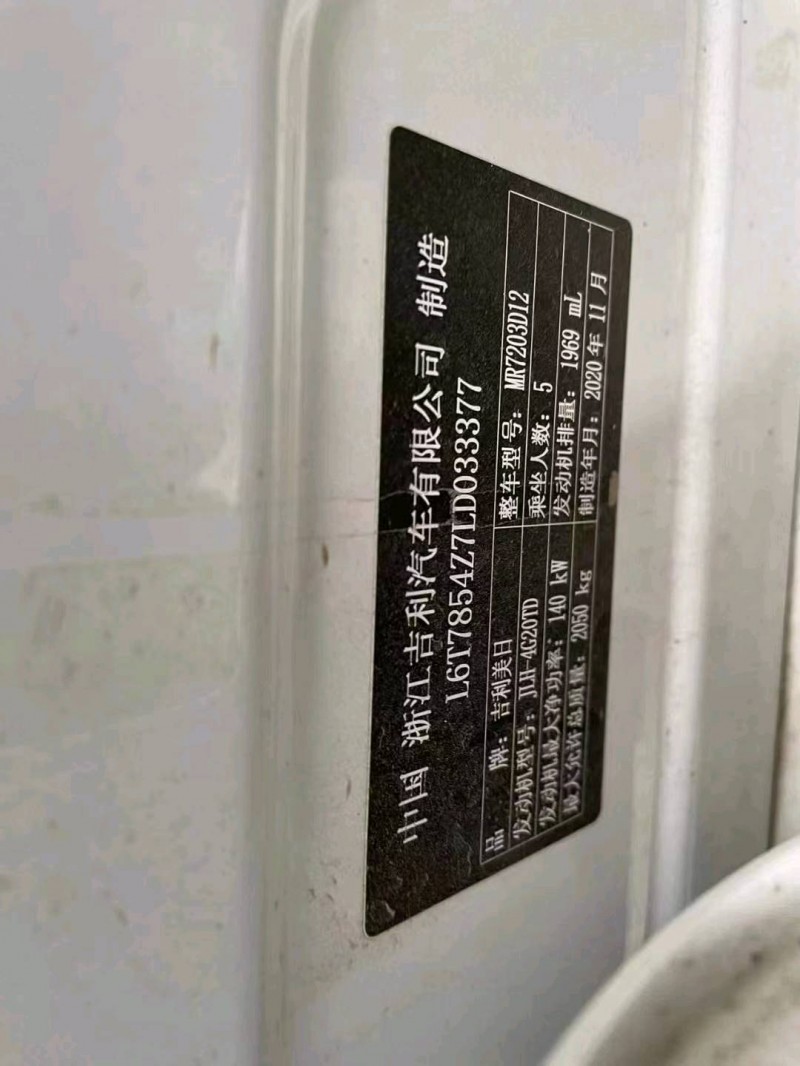 中国 浙江吉利汽车有限公司 制造
L6T7854Z7LD033377
品 牌：吉利美日 整车型号：MR7203D12
发动机型号：JLH-4G20TD 乘坐人数：5
发动机最大净功率：140 kW 发动机排量：1969 mL
最大允许总质量：2050 kg 制造年月：2020年11月